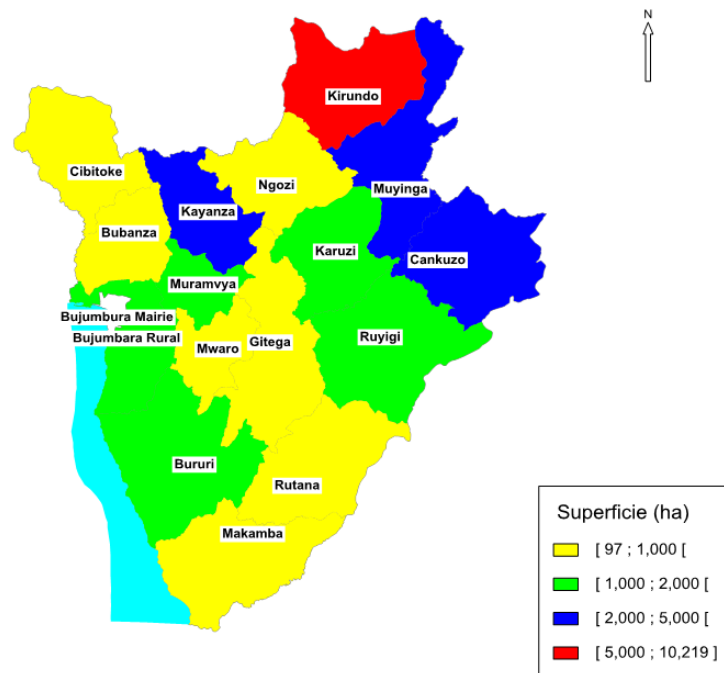 N
Kirundo
Cibitoke
Ngozi
Muyinga
Kayanza
Bubanza
Karuzi
Cankuzo
Muramvya
Bujumbura Mairie
Bujumbara Rural
Mwaro
Gitega
Ruyigi
Bururi
Rutana
Makamba
Superficie (ha)
[ 97 ; 1,000 [
[ 1,000 ; 2,000 [
[ 2,000 ; 5,000 [
[ 5,000 ; 10,219 ]